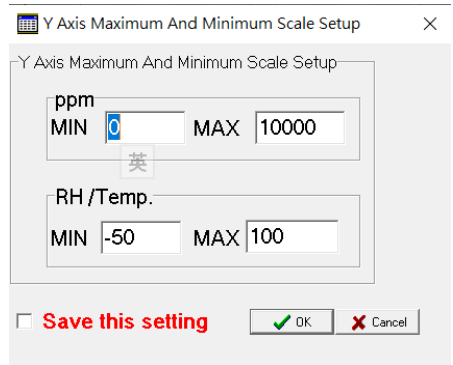 Y Axis Maximum And Minimum Scale Setup
Y Axis Maximum And Minimum Scale Setup
ppm
MIN 0 MAX 10000
英
RH /Temp.
MIN -50 MAX 100
Save this setting OK Cancel